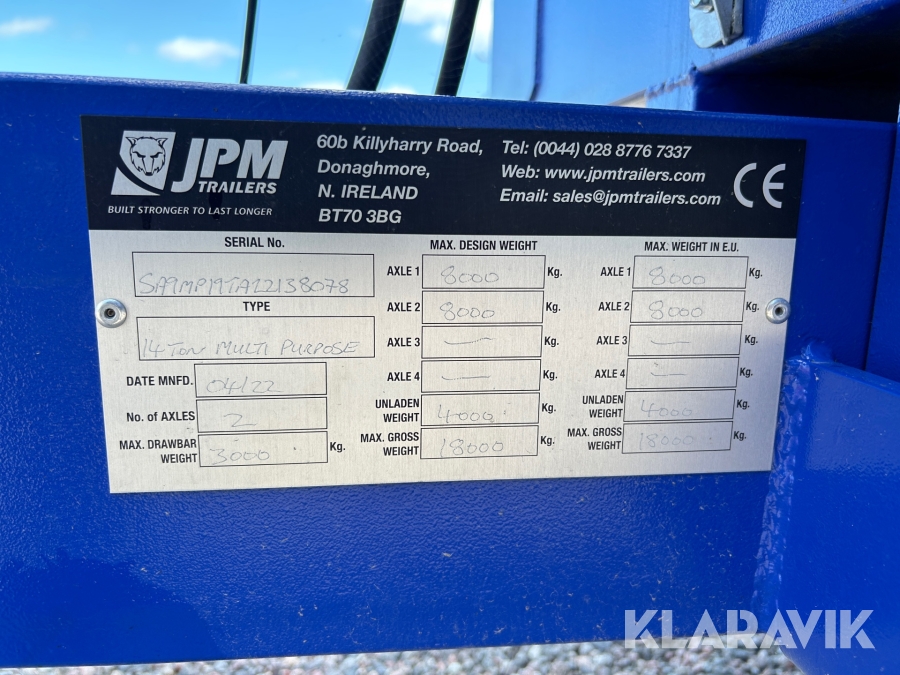 JPM
TRAILERS
BUILT STRONGER TO LAST LONGER
60b Killyharry Road,
Donaghmore,
N. IRELAND
BT70 3BG
Tel: (0044) 028 8776 7337
Web: www.jpmtrailers.com
Email: sales@jpmtrailers.com
CE
SERIAL No.
SA9MP19TA12138078
TYPE
14 TON MULTI PURPOSE
DATE MNFD. 04/22
No. of AXLES 2
MAX. DRAWBAR WEIGHT 3000 Kg.
MAX. DESIGN WEIGHT
AXLE 1 8000 Kg.
AXLE 2 8000 Kg.
AXLE 3 — Kg.
AXLE 4 — Kg.
UNLADEN WEIGHT 4000 Kg.
MAX. GROSS WEIGHT 18000 Kg.
MAX. WEIGHT IN E.U.
AXLE 1 8000 Kg.
AXLE 2 8000 Kg.
AXLE 3 — Kg.
AXLE 4 — Kg.
UNLADEN WEIGHT 4000 Kg.
MAX. GROSS WEIGHT 18000 Kg.
KLARAVIK